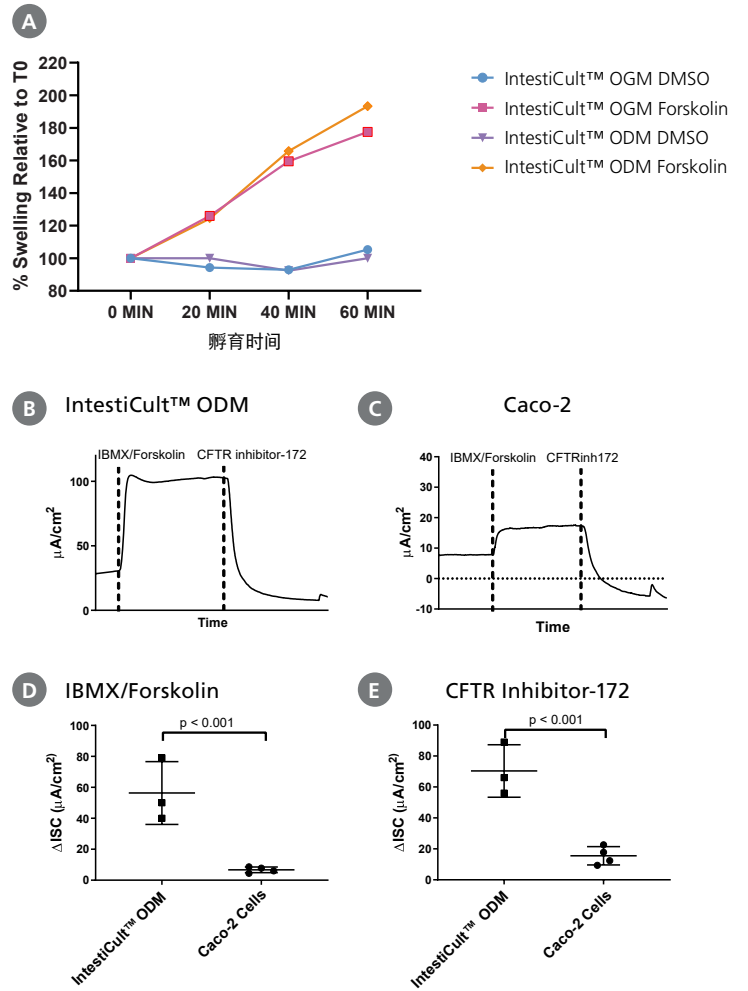 A
% Swelling Relative to T0
220
200
180
160
140
120
100
80
0 MIN 20 MIN 40 MIN 60 MIN
孵育时间
IntestiCult™ OGM DMSO
IntestiCult™ OGM Forskolin
IntestiCult™ ODM DMSO
IntestiCult™ ODM Forskolin
B IntestiCult™ ODM
IBMX/Forskolin CFTR inhibitor-172
μA/cm²
100
50
0
Time
C Caco-2
IBMX/Forskolin CFTRinh172
μA/cm²
40
30
20
10
0
-10
Time
D IBMX/Forskolin
p < 0.001
ΔISC (μA/cm²)
100
80
60
40
20
0
IntestiCult™ ODM
Caco-2 Cells
E CFTR Inhibitor-172
p < 0.001
ΔISC (μA/cm²)
100
80
60
40
20
0
IntestiCult™ ODM
Caco-2 Cells